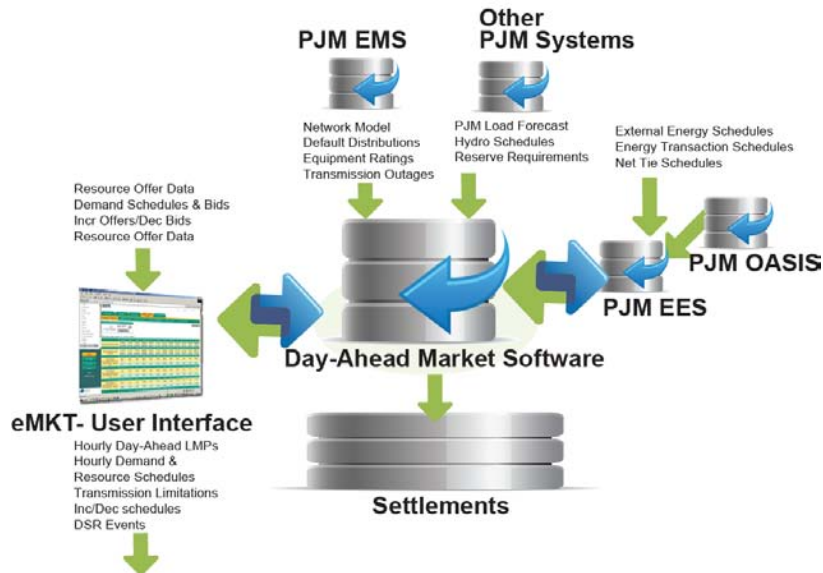 Other
PJM Systems
PJM EMS
Network Model
Default Distributions
Equipment Ratings
Transmission Outages
PJM Load Forecast
Hydro Schedules
Reserve Requirements
External Energy Schedules
Energy Transaction Schedules
Net Tie Schedules
Resource Offer Data
Demand Schedules & Bids
Incr Offers/Dec Bids
Resource Offer Data
PJM OASIS
PJM EES
Day-Ahead Market Software
eMKT- User Interface
Hourly Day-Ahead LMPs
Hourly Demand &
Resource Schedules
Transmission Limitations
Inc/Dec schedules
DSR Events
Settlements